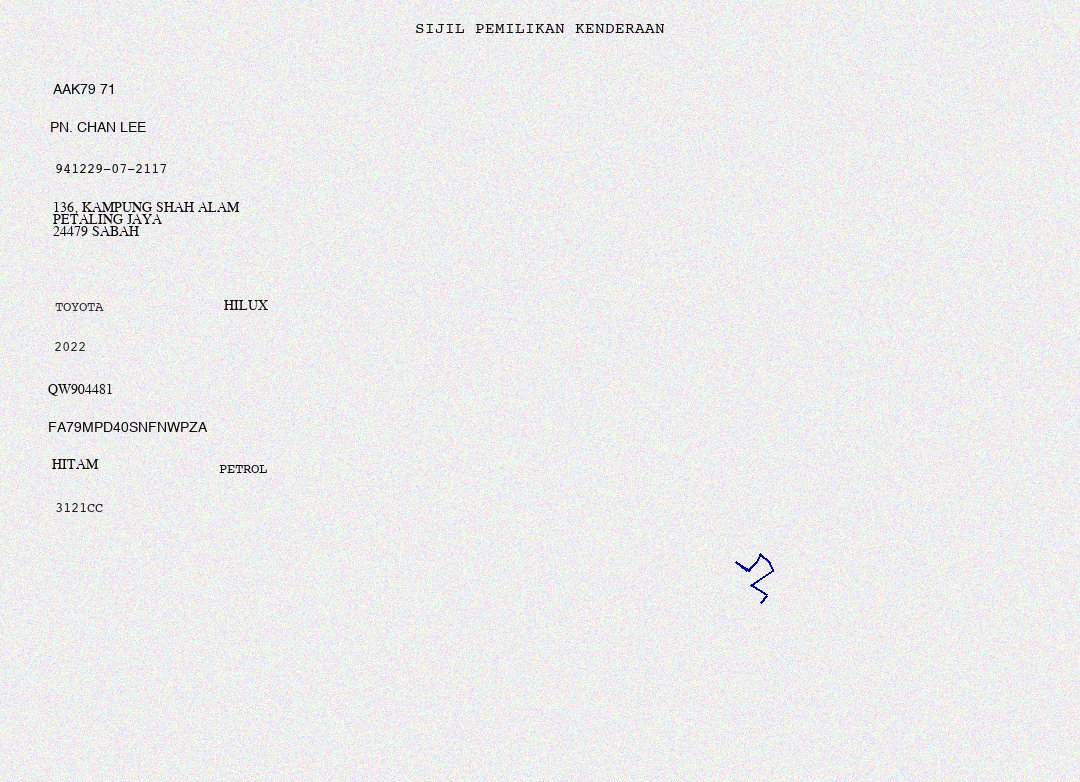 SIJIL PEMILIKAN KENDERAAN
AAK79 71
PN. CHAN LEE
941229-07-2117
136, KAMPUNG SHAH ALAM
PETALING JAYA
24479 SABAH
TOYOTA HILUX
2022
QW904481
FA79MPD40SNFNWPZA
HITAM PETROL
3121CC